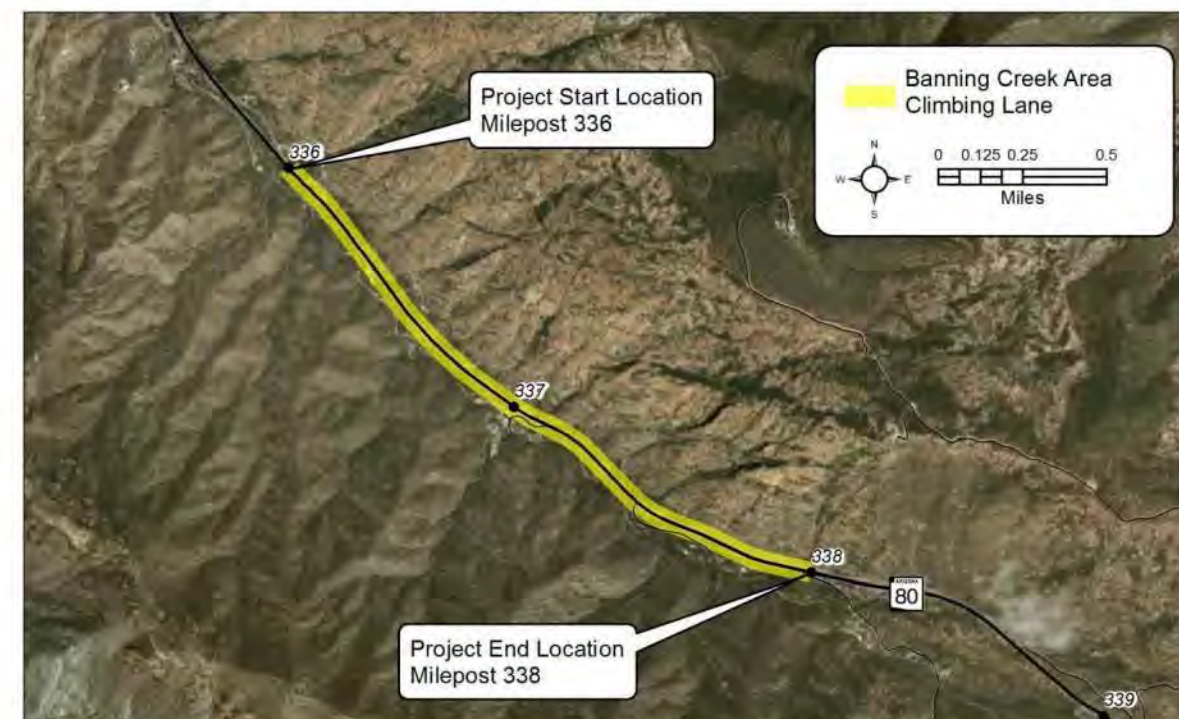 Project Start Location
Milepost 336
Banning Creek Area
Climbing Lane
N
W
E
S
0 0.125 0.25 0.5
Miles
336
337
338
ARIZONA
80
Project End Location
Milepost 338
339